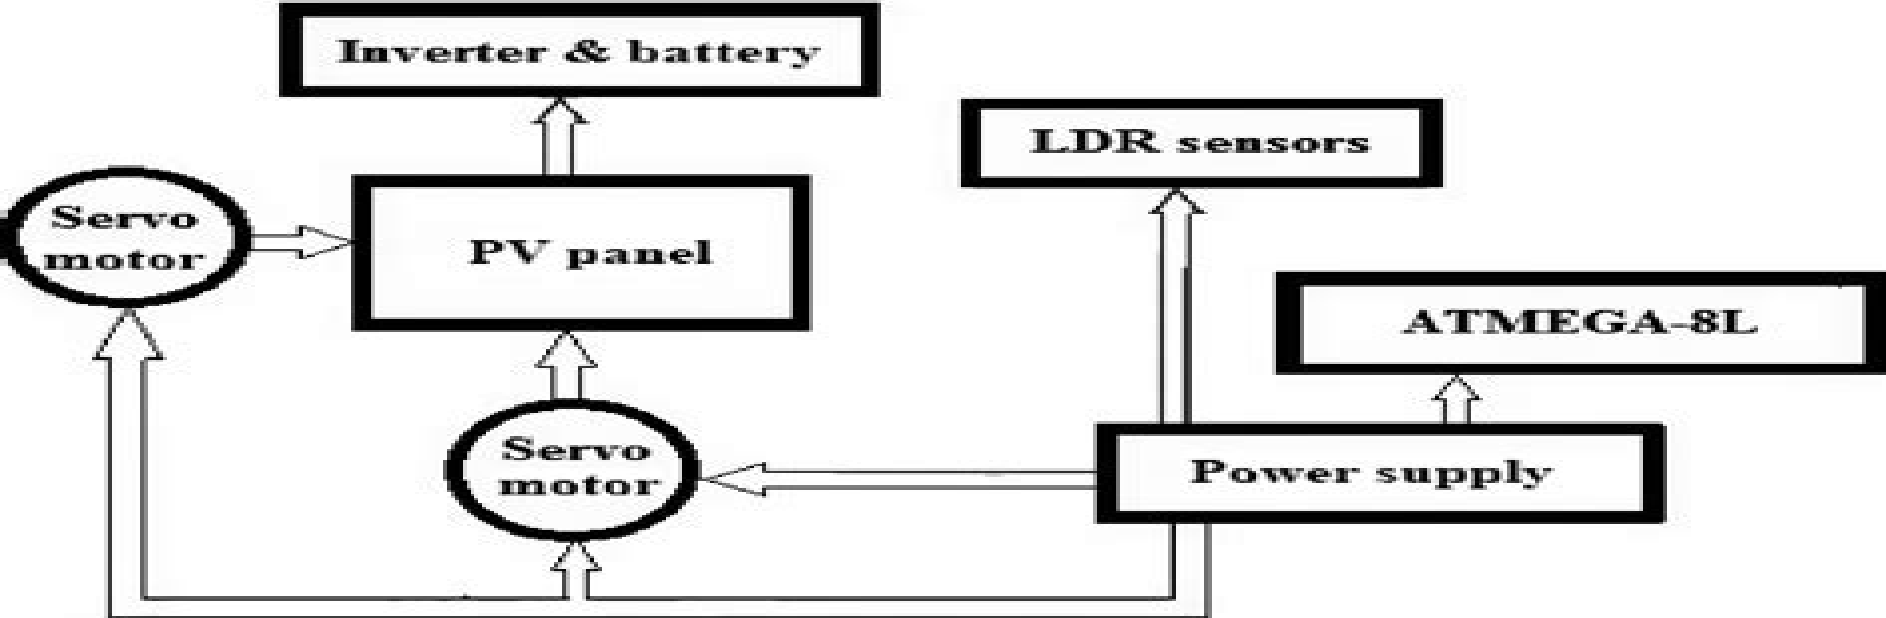 Inverter & battery
LDR sensors
Servo
motor
PV panel
ATMEGA-8L
Servo
motor
Power supply